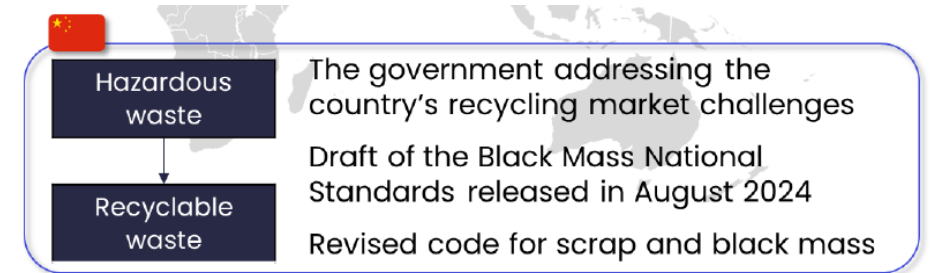 Hazardous
waste
The government addressing the
country's recycling market challenges
Draft of the Black Mass National
Standards released in August 2024
Recyclable
waste
Revised code for scrap and black mass